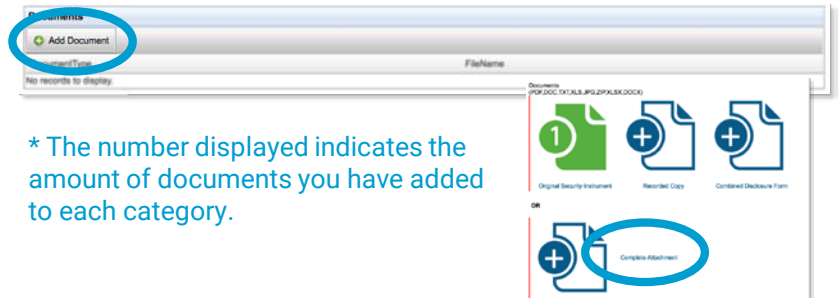 Documents
Add Document
DocumentType FileName
No records to display.
Documents
(PDF,DOC,TXT,XLS,JPG,ZIP,XLSX,DOCX)
1
Original Security Instrument Recorded Copy Combined Disclosure Form
OR
Complete Attachment
* The number displayed indicates the
amount of documents you have added
to each category.